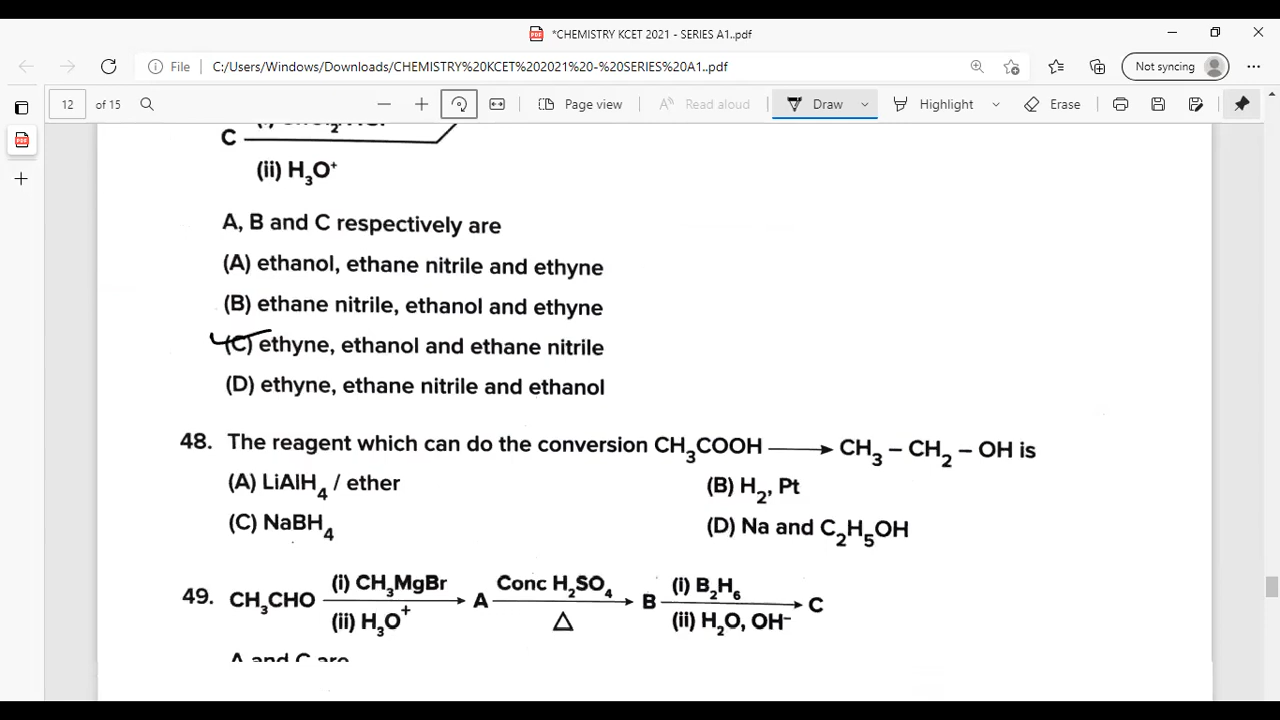 *CHEMISTRY KCET 2021 - SERIES A1..pdf
File C:/Users/Windows/Downloads/CHEMISTRY%20KCET%202021%20-%20SERIES%20A1..pdf Not syncing
12 of 15 Page view Read aloud Draw Highlight Erase
C
(ii) H₃O⁺
A, B and C respectively are
(A) ethanol, ethane nitrile and ethyne
(B) ethane nitrile, ethanol and ethyne
(C) ethyne, ethanol and ethane nitrile
(D) ethyne, ethane nitrile and ethanol
48. The reagent which can do the conversion CH₃COOH ⟶ CH₃ – CH₂ – OH is
(A) LiAlH₄ / ether (B) H₂, Pt
(C) NaBH₄ (D) Na and C₂H₅OH
(i) CH₃MgBr Conc H₂SO₄ (i) B₂H₆
49. CH₃CHO ⟶ A ⟶ B ⟶ C
(ii) H₃O⁺ △ (ii) H₂O, OH⁻
A and C are